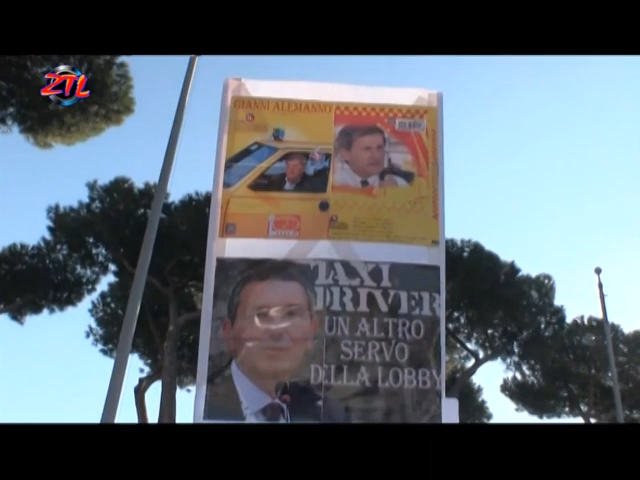 ZTL
GIANNI ALEMANNO
TAXI
DRIVER
UN ALTRO
SERVO
DELLA LOBBY